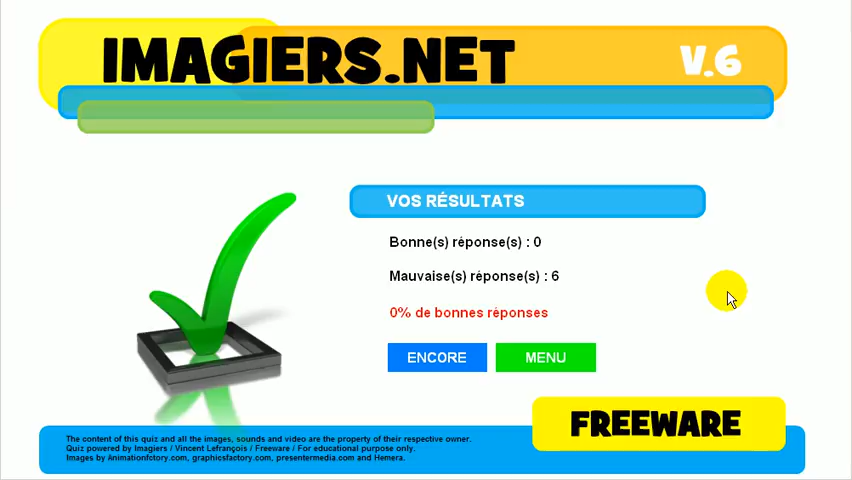 IMAGIERS.NET
V.6
VOS RÉSULTATS
Bonne(s) réponse(s) : 0
Mauvaise(s) réponse(s) : 6
0% de bonnes réponses
ENCORE
MENU
FREEWARE
The content of this quiz and all the images, sounds and video are the property of their respective owner.
Quiz powered by Imagiers / Vincent Lefrançois / Freeware / For educational purpose only.
Images by Animationfctory.com, graphicsfactory.com, presentermedia.com and Hemera.